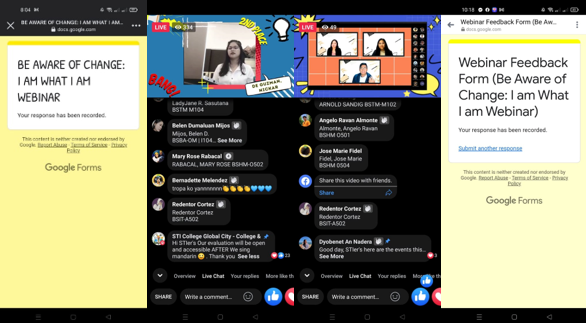 8:04
BE AWARE OF CHANGE: I AM WHAT I AM...
docs.google.com
BE AWARE OF CHANGE:
I AM WHAT I AM
WEBINAR
Your response has been recorded.
This content is neither created nor endorsed by
Google. Report Abuse - Terms of Service - Privacy
Policy
Google Forms
LIVE
334
2ND PLACE
BANG!
DE GUZMAN,
NICKAR
LadyJane R. Sasutana
BSTM M104
Belen Dumaluan Mijos
Mijos, Belen D.
BSBA-OM | 1104... See More
Mary Rose Rabacal
RABACAL, MARY ROSE BSHM-OS02
Bernadette Melendez
tropa ko yannnnnnn
Redentor Cortez
Redentor Cortez
BSIT-A502
STI College Global City - College &
Hi STIer's Our evaluation will be open
and accessible AFTER We sing
mandarin. Thank you See less
23
Overview
Live Chat
Your replies
More like th
SHARE
Write a comment...
LIVE
49
ARNOLD SANDIG BSTM-M102
Angelo Ravan Almonte
Almonte, Angelo Ravan
BSHM OS01
Jose Marie Fidel
Fidel, Jose Marie
BSHM OS04
Share this video with friends.
Share
Redentor Cortez
Redentor Cortez
BSIT-A502
Dyobenet An Nadera
Good day, STIer's here are the events this...
See More
3
Overview
Live Chat
Your replies
More like th
SHARE
Write a comment...
10:18
Webinar Feedback Form (Be Aw...
docs.google.com
Webinar Feedback
Form (Be Aware of
Change: I am What I
am Webinar)
Your response has been recorded.
Submit another response
This content is neither created nor endorsed by
Google. Report Abuse - Terms of Service - Privacy
Policy
Google Forms